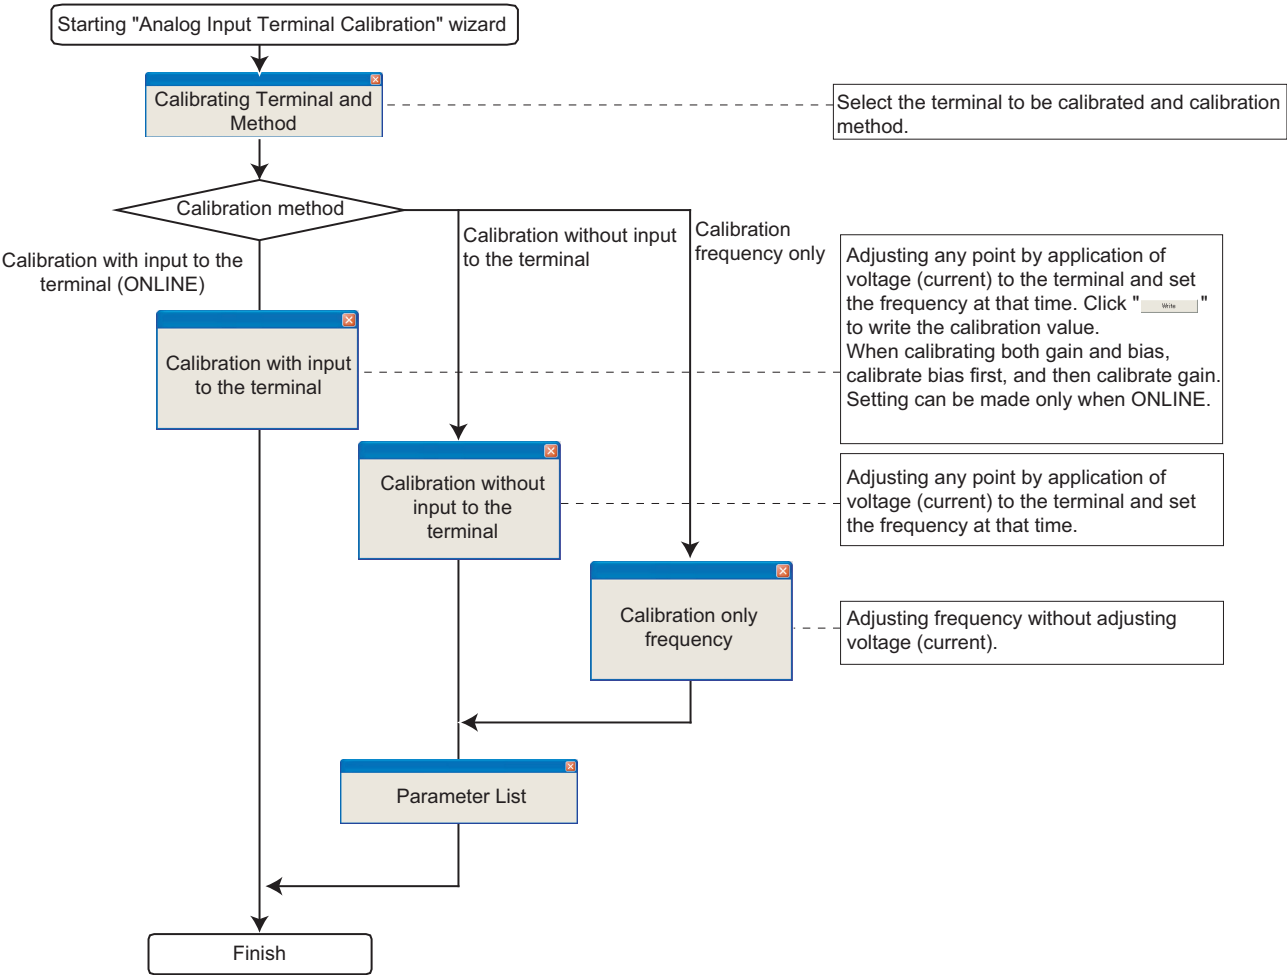 Starting "Analog Input Terminal Calibration" wizard
Calibrating Terminal and
Method
Select the terminal to be calibrated and calibration
method.
Calibration method
Calibration with input to the
terminal (ONLINE)
Calibration without input
to the terminal
Calibration
frequency only
Calibration with input
to the terminal
Adjusting any point by application of
voltage (current) to the terminal and set
the frequency at that time. Click " Write "
to write the calibration value.
When calibrating both gain and bias,
calibrate bias first, and then calibrate gain.
Setting can be made only when ONLINE.
Calibration without
input to the
terminal
Adjusting any point by application of
voltage (current) to the terminal and set
the frequency at that time.
Calibration only
frequency
Adjusting frequency without adjusting
voltage (current).
Parameter List
Finish